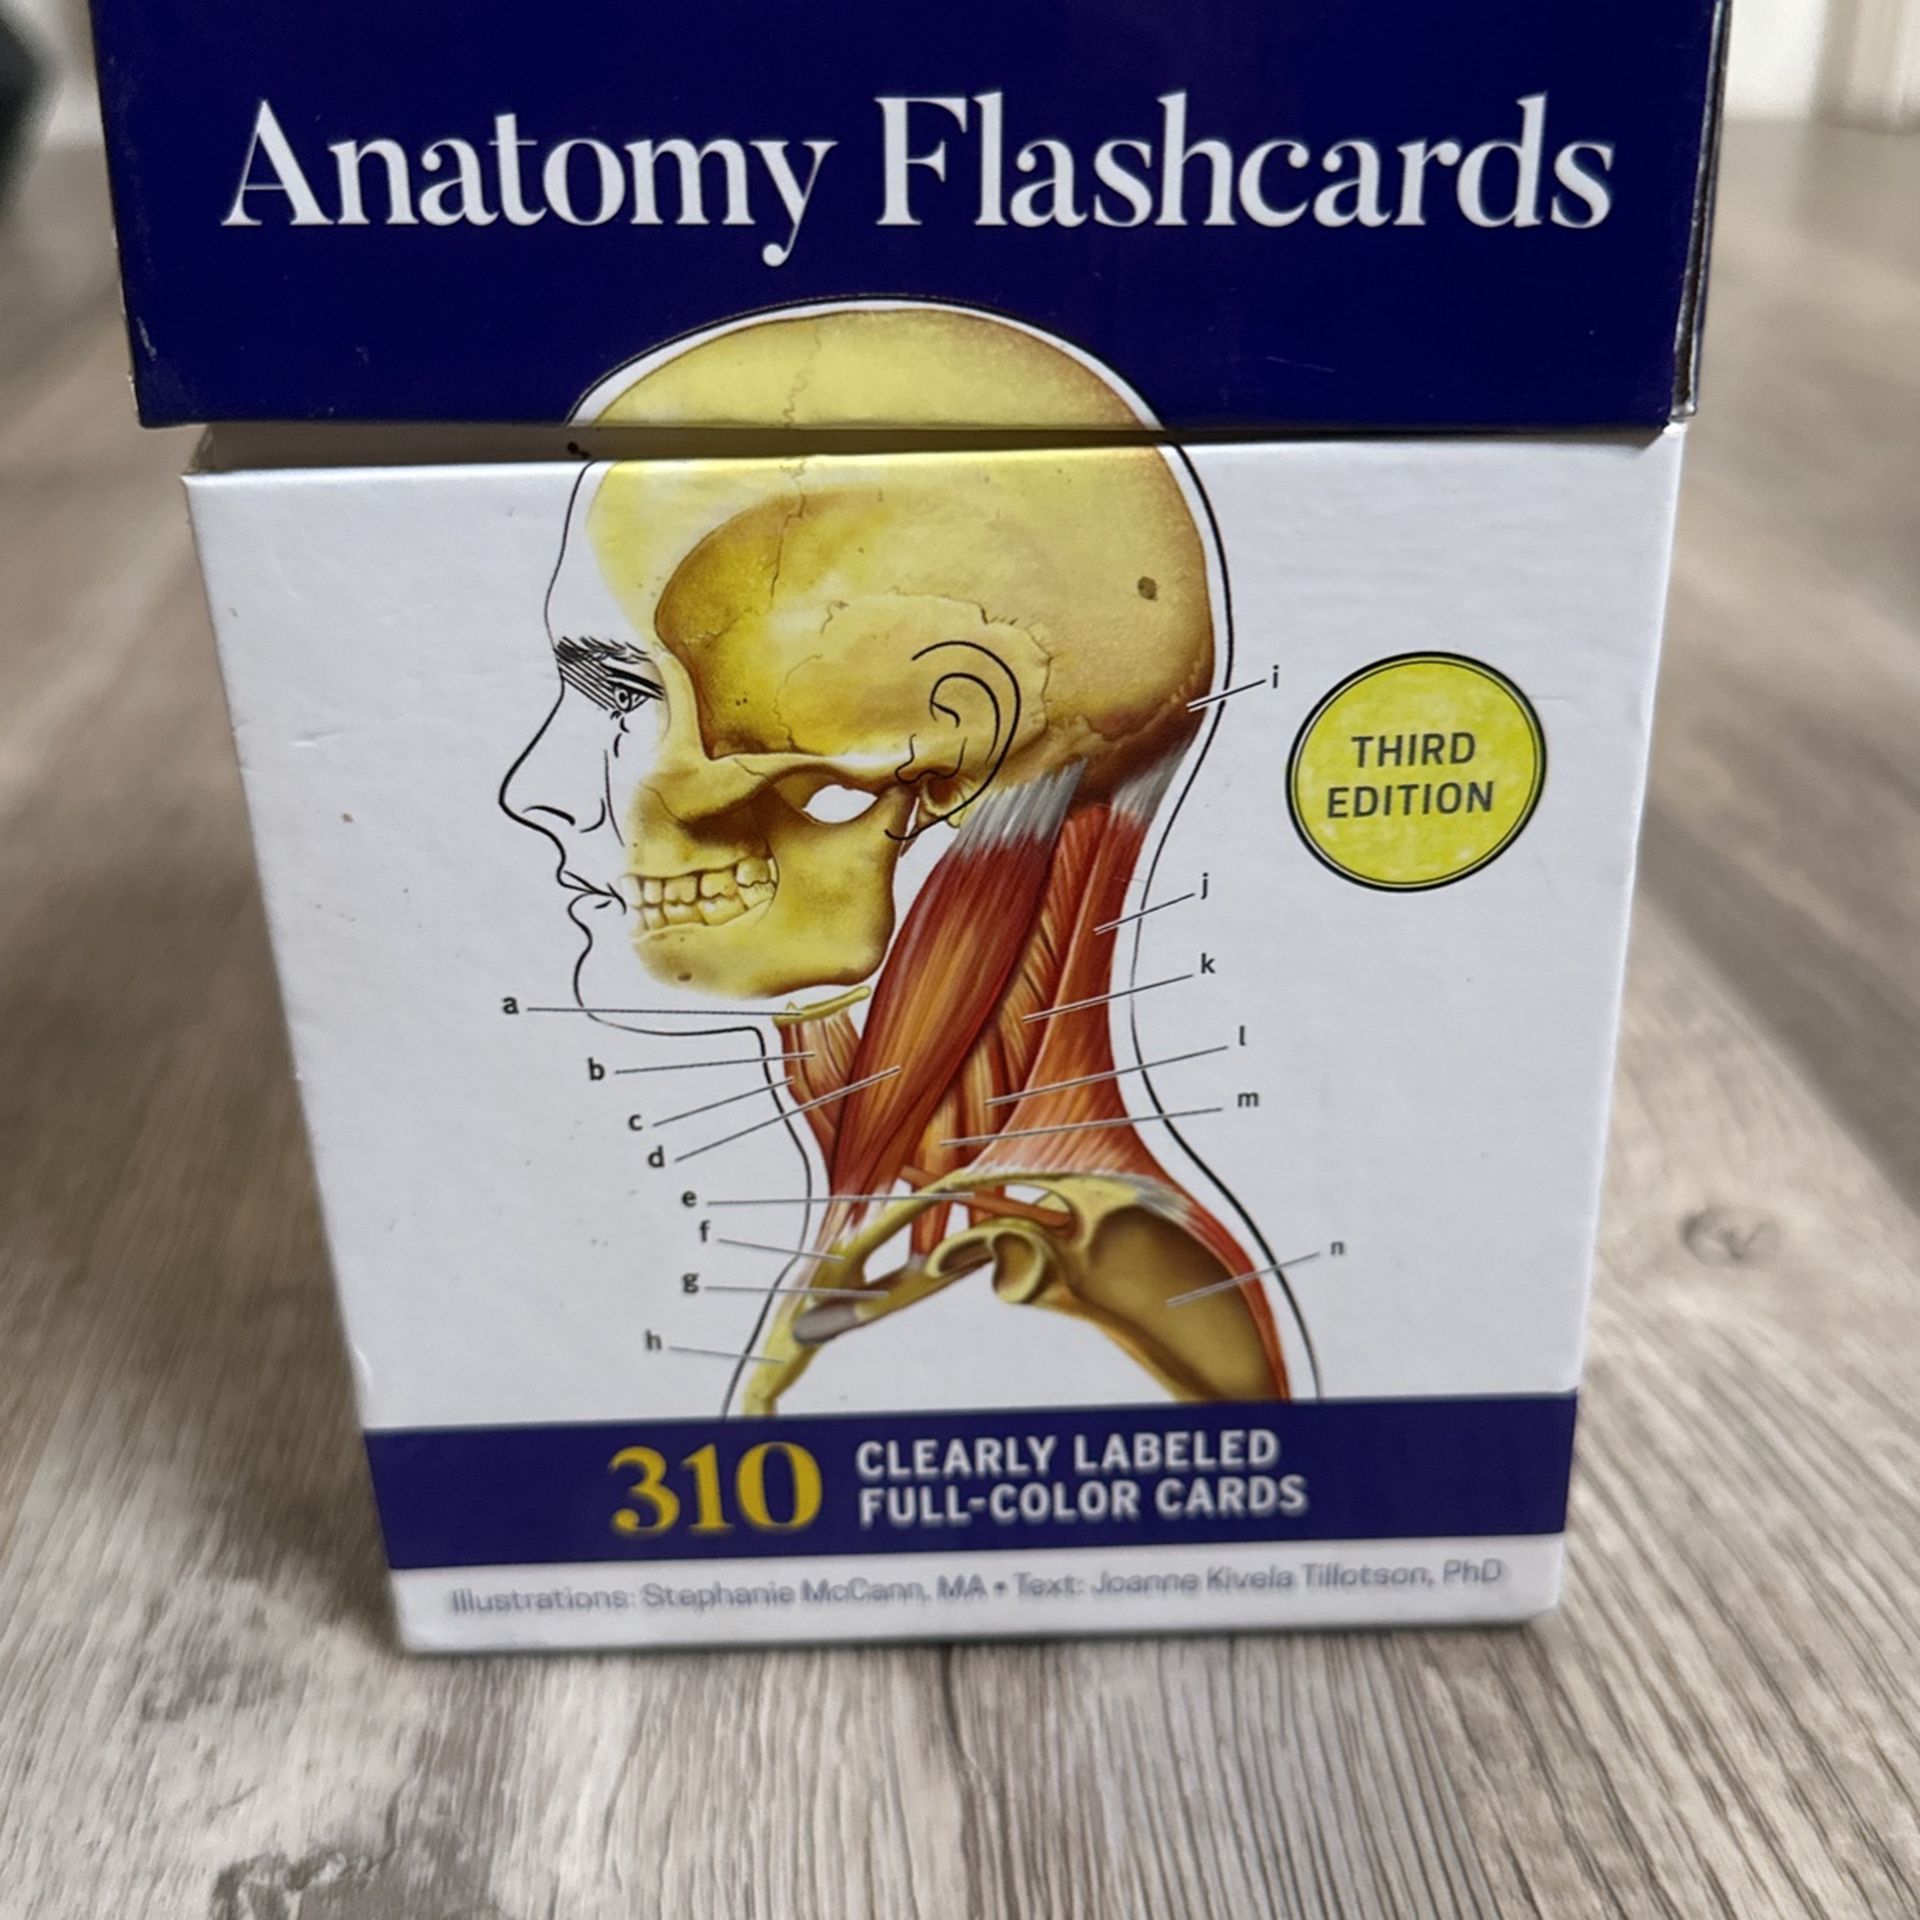 Anatomy Flashcards
i
THIRD
EDITION
j
k
a
l
b
m
c
d
e
f
n
g
h
310 CLEARLY LABELED
FULL-COLOR CARDS
Illustrations: Stephanie McCann, MA • Text: Joanne Kivela Tillotson, PhD